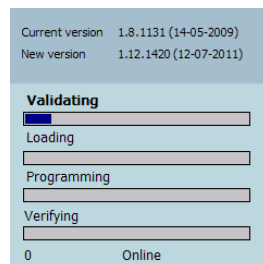 Current version 1.8.1131 (14-05-2009)
New version 1.12.1420 (12-07-2011)
Validating
Loading
Programming
Verifying
0 Online